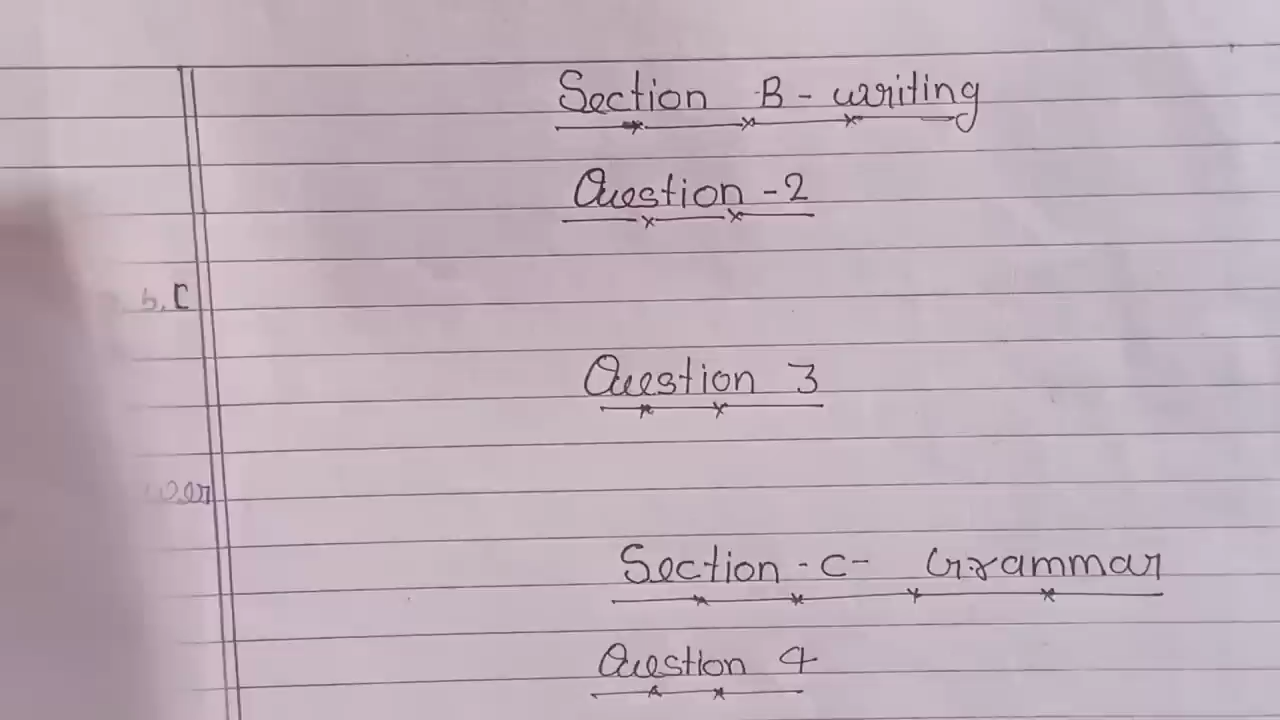 Section B - writing
Question - 2
b. C
Question 3
Section - C - Grammar
Question 4